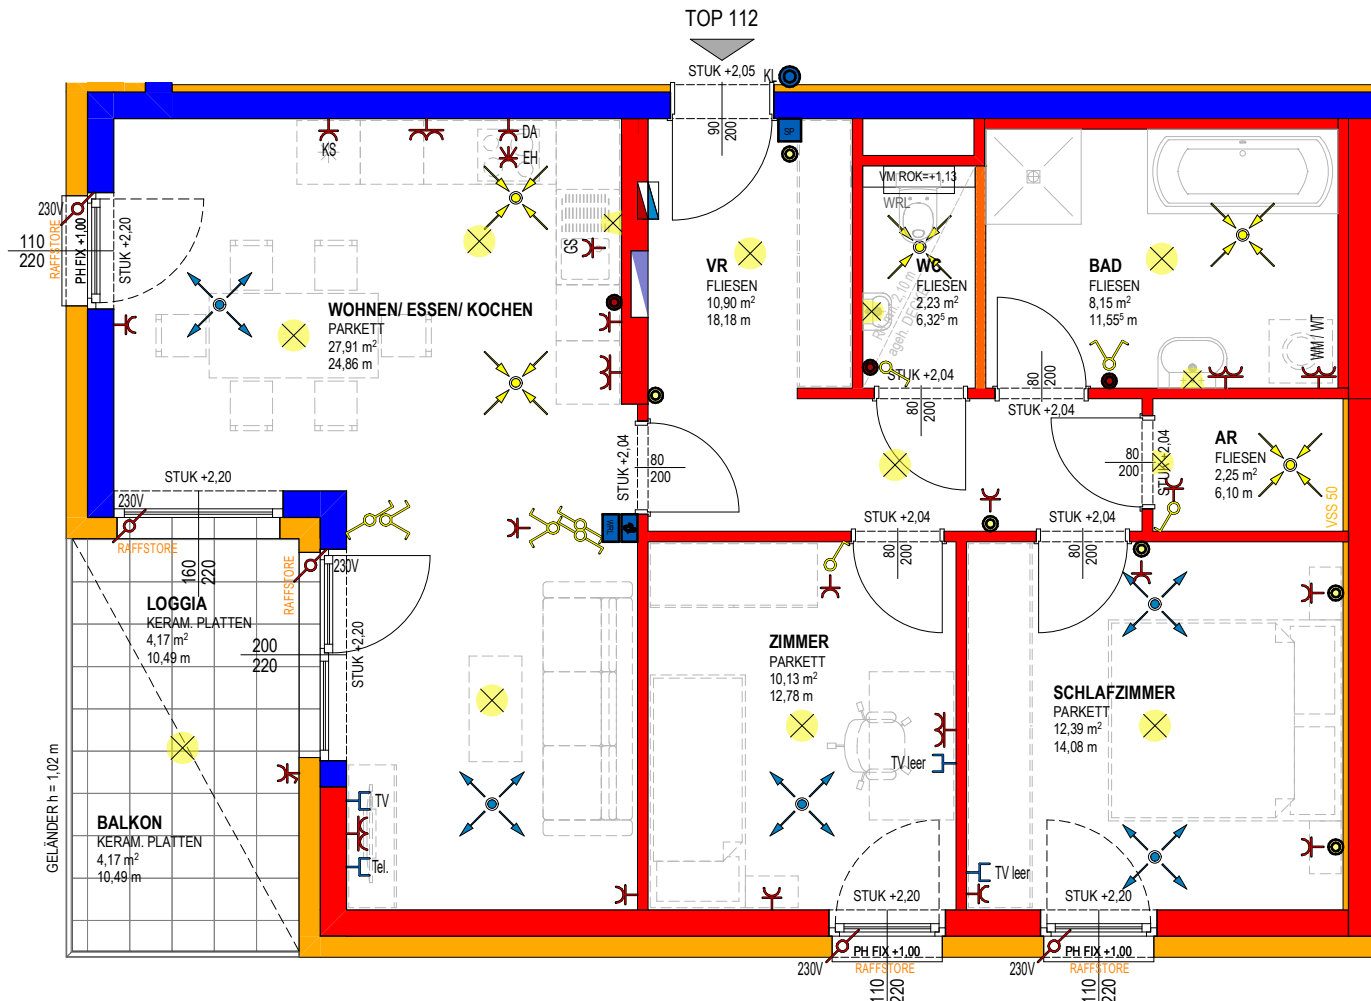 TOP 112
STUK +2,05
KL
90
200
SP
DA
EH
KS
GS
VM ROK=+1,13
WRL
230V
RAFFSTORE
PH FIX +1,00
STUK +2,20
110
220
WOHNEN/ ESSEN/ KOCHEN
PARKETT
27,91 m²
24,86 m
VR
FLIESEN
10,90 m²
18,18 m
WC
FLIESEN
2,23 m²
6,32⁵ m
BAD
FLIESEN
8,15 m²
11,55⁵ m
WM / WT
STUK +2,04
80
200
STUK +2,04
80
200
STUK +2,04
80
200
STUK +2,04
80
200
AR
FLIESEN
2,25 m²
6,10 m
VSS 50
STUK +2,20
230V
RAFFSTORE
160
220
WRL
230V
RAFFSTORE
STUK +2,20
200
220
STUK +2,04
80
200
STUK +2,04
80
200
LOGGIA
KERAM. PLATTEN
4,17 m²
10,49 m
ZIMMER
PARKETT
10,13 m²
12,78 m
SCHLAFZIMMER
PARKETT
12,39 m²
14,08 m
GELÄNDER h = 1,02 m
BALKON
KERAM. PLATTEN
4,17 m²
10,49 m
TV
Tel.
TV leer
TV leer
STUK +2,20
STUK +2,20
230V
PH FIX +1,00
RAFFSTORE
110
220
230V
PH FIX +1,00
RAFFSTORE
110
220